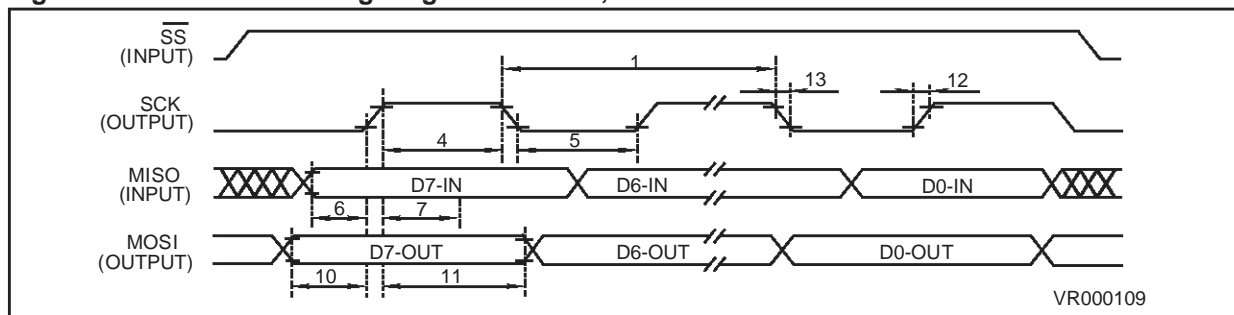 SS
(INPUT)
1
13
12
SCK
(OUTPUT)
4
5
MISO
(INPUT)
D7-IN
D6-IN
D0-IN
6
7
MOSI
(OUTPUT)
D7-OUT
D6-OUT
D0-OUT
10
11
VR000109